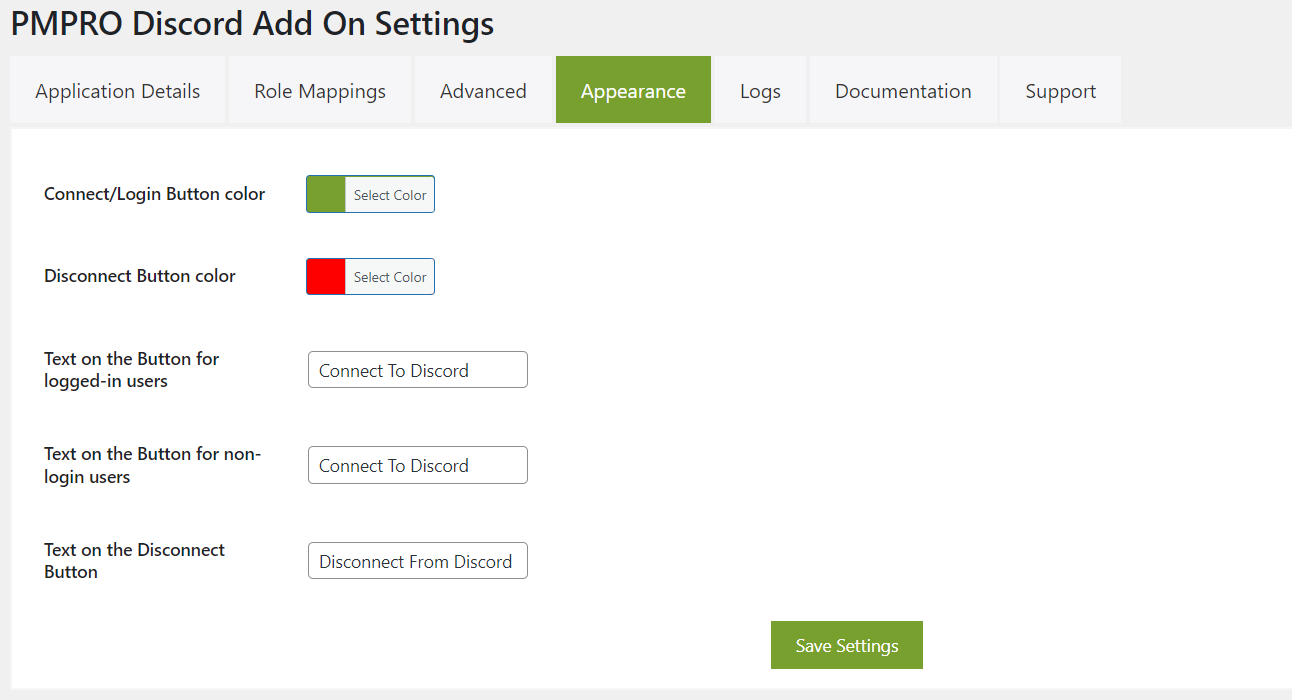 PMPRO Discord Add On Settings
Application Details Role Mappings Advanced Appearance Logs Documentation Support
Connect/Login Button color Select Color
Disconnect Button color Select Color
Text on the Button for
logged-in users
Connect To Discord
Text on the Button for non-
login users
Connect To Discord
Text on the Disconnect
Button
Disconnect From Discord
Save Settings